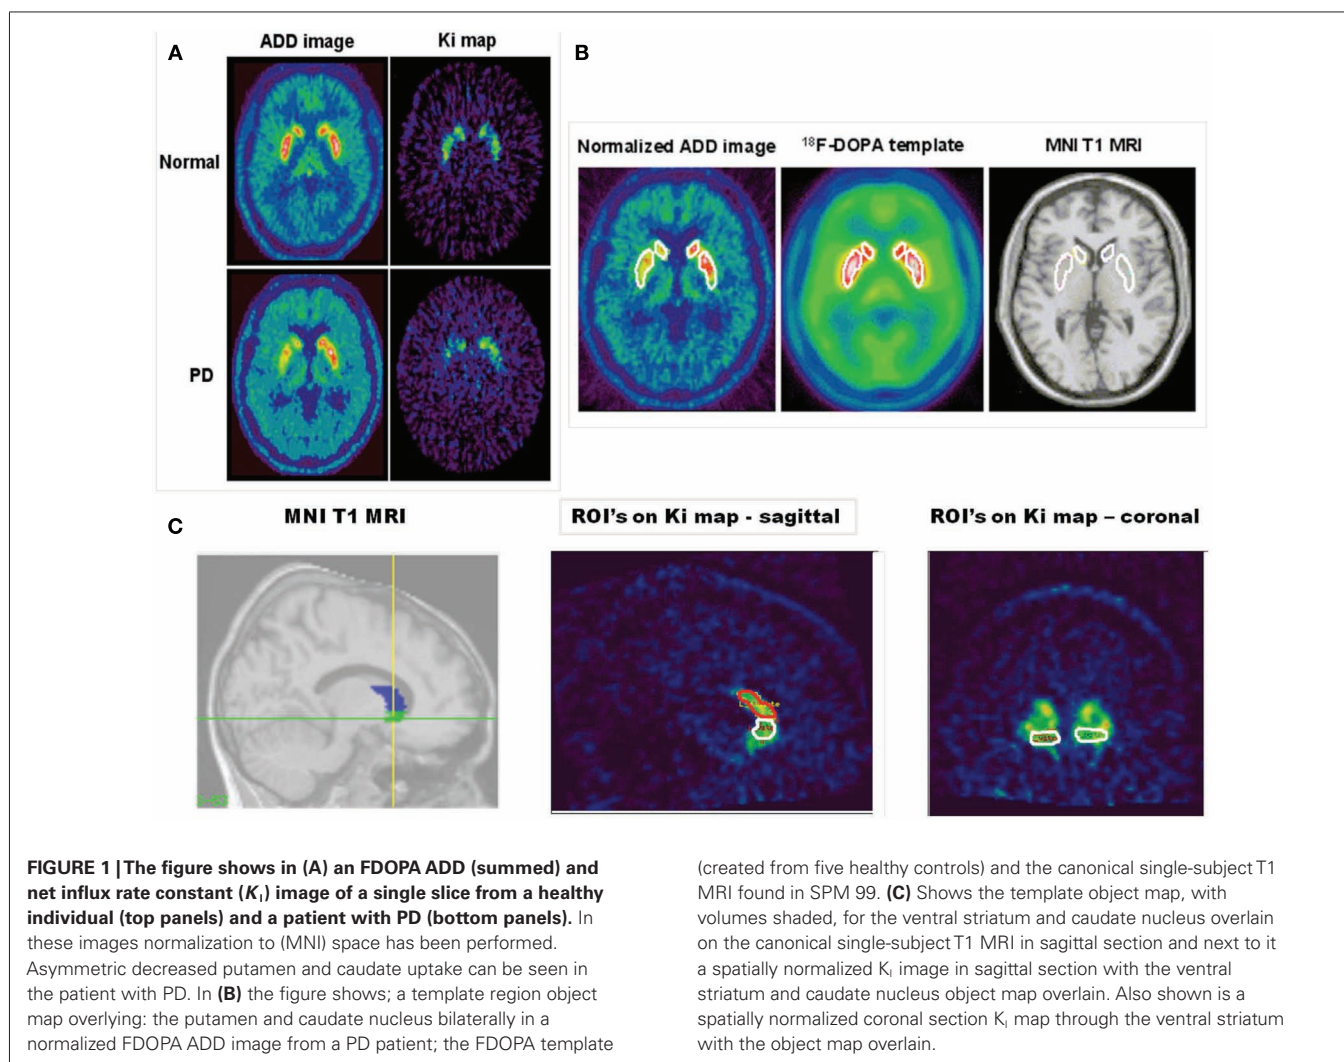 A
ADD image
Ki map
Normal
PD
B
Normalized ADD image
18F-DOPA template
MNI T1 MRI
C
MNI T1 MRI
ROI's on Ki map - sagittal
ROI's on Ki map – coronal
FIGURE 1 | The figure shows in (A) an FDOPA ADD (summed) and
net influx rate constant (KI) image of a single slice from a healthy
individual (top panels) and a patient with PD (bottom panels). In
these images normalization to (MNI) space has been performed.
Asymmetric decreased putamen and caudate uptake can be seen in
the patient with PD. In (B) the figure shows; a template region object
map overlying: the putamen and caudate nucleus bilaterally in a
normalized FDOPA ADD image from a PD patient; the FDOPA template
(created from five healthy controls) and the canonical single-subject T1
MRI found in SPM 99. (C) Shows the template object map, with
volumes shaded, for the ventral striatum and caudate nucleus overlain
on the canonical single-subject T1 MRI in sagittal section and next to it
a spatially normalized KI image in sagittal section with the ventral
striatum and caudate nucleus object map overlain. Also shown is a
spatially normalized coronal section KI map through the ventral striatum
with the object map overlain.